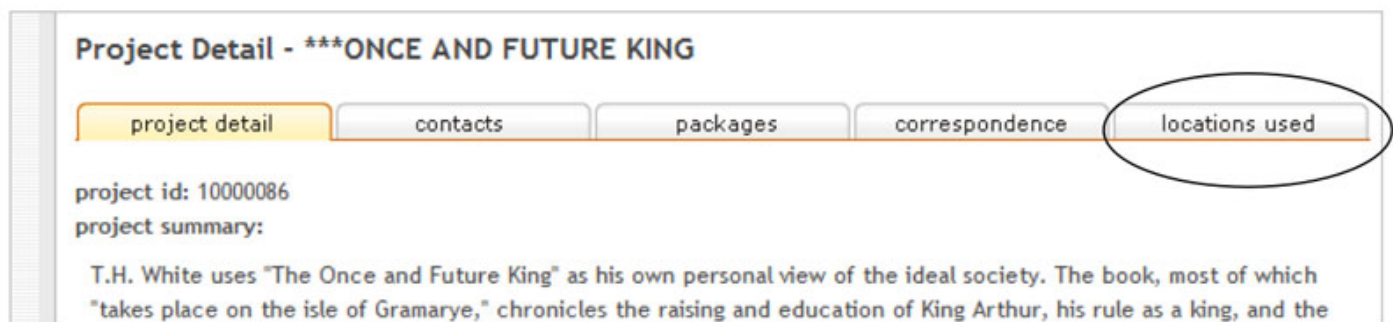 Project Detail - ***ONCE AND FUTURE KING
project detail contacts packages correspondence locations used
project id: 10000086
project summary:
T.H. White uses "The Once and Future King" as his own personal view of the ideal society. The book, most of which
"takes place on the isle of Gramarye," chronicles the raising and education of King Arthur, his rule as a king, and the